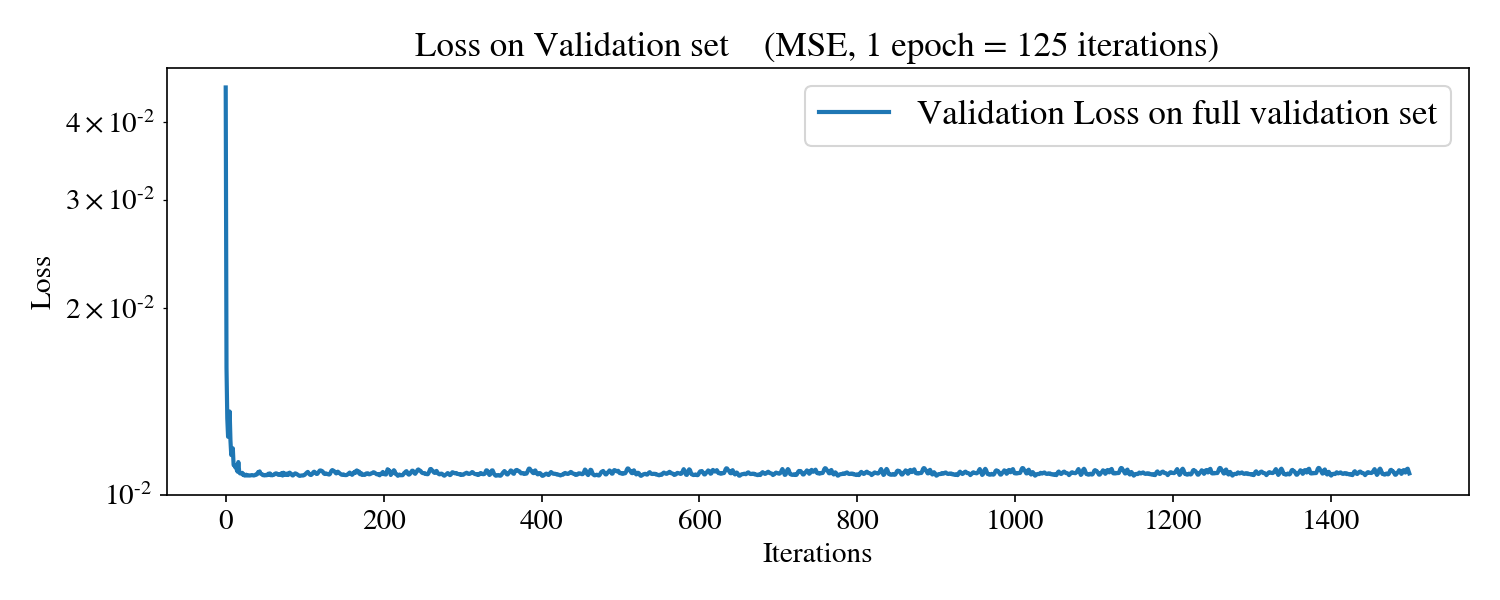 Loss on Validation set (MSE, 1 epoch = 125 iterations)
Validation Loss on full validation set
4 × 10⁻²
3 × 10⁻²
2 × 10⁻²
10⁻²
Loss
0 200 400 600 800 1000 1200 1400
Iterations